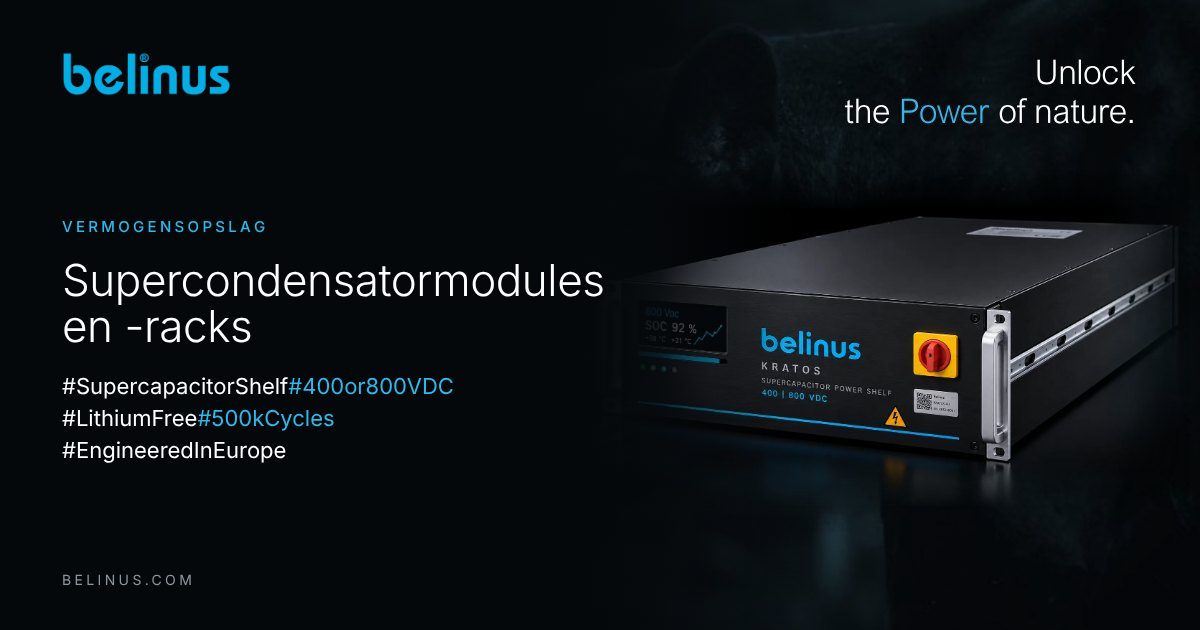 belinus®
Unlock
the Power of nature.
VERMOGENSOPSLAG
Supercondensatormodules
en -racks
#SupercapacitorShelf#400or800VDC
#LithiumFree#500kCycles
#EngineeredInEurope
800 Vdc
SOC 92 %
belinus
KRATOS
SUPERCAPACITOR POWER SHELF
400 | 800 VDC
BELINUS.COM